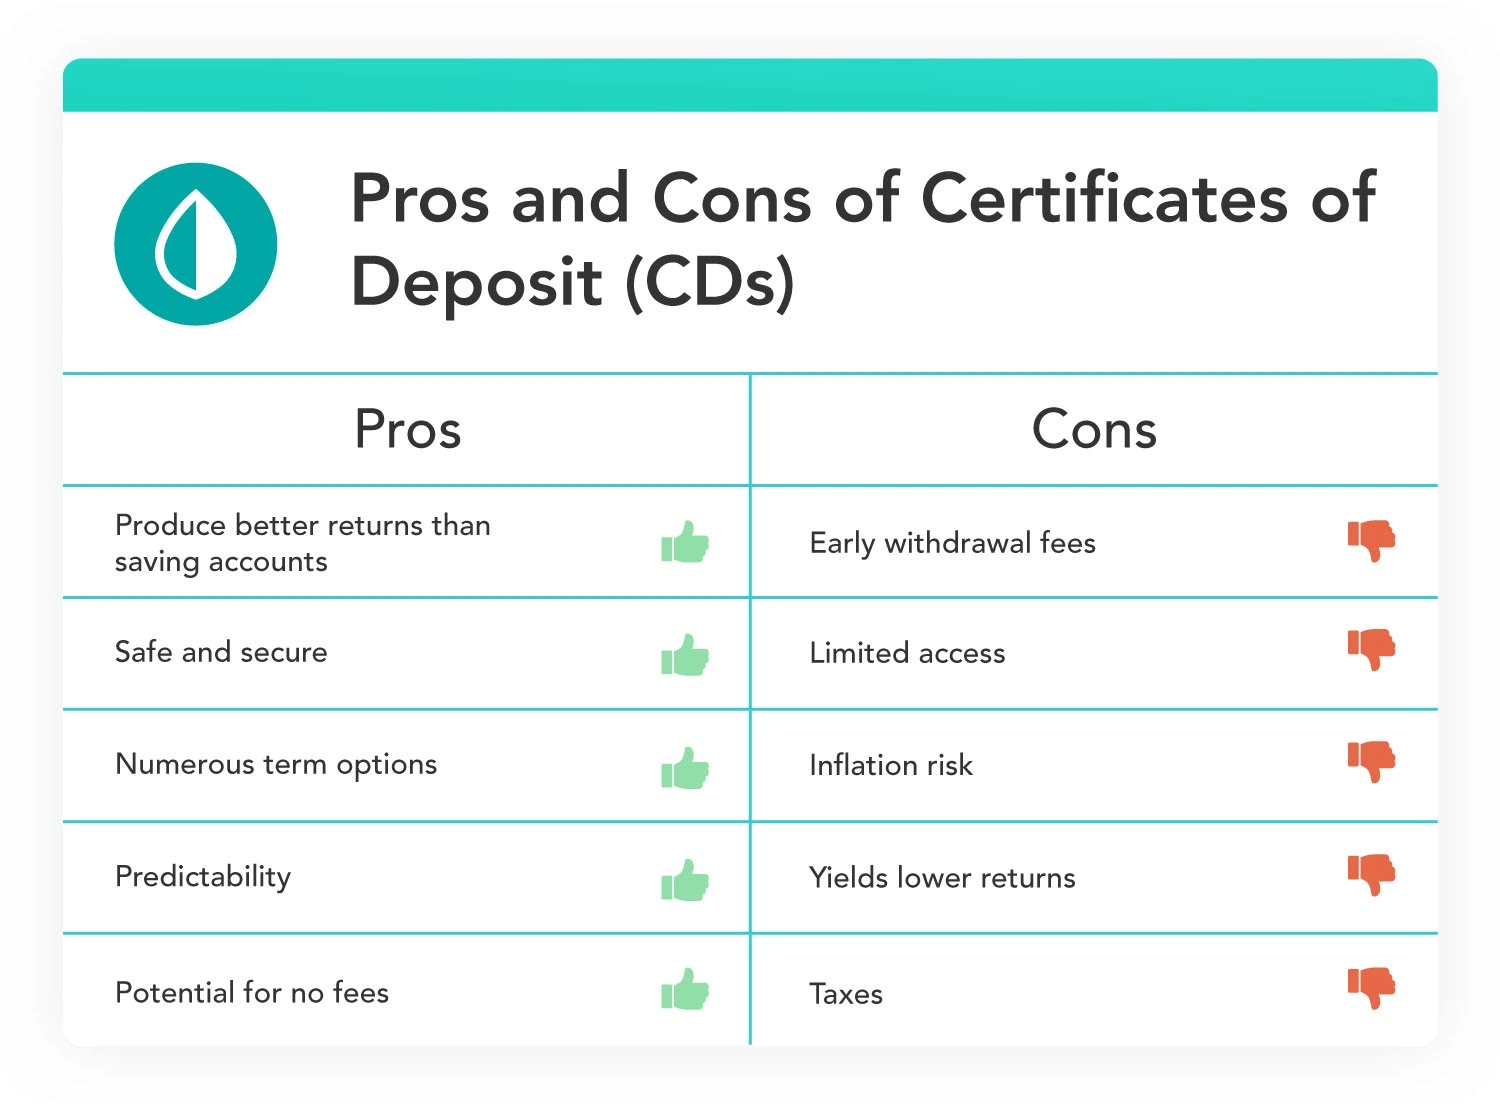 Pros and Cons of Certificates of
Deposit (CDs)
Pros
Cons
Produce better returns than
saving accounts
Early withdrawal fees
Safe and secure
Limited access
Numerous term options
Inflation risk
Predictability
Yields lower returns
Potential for no fees
Taxes